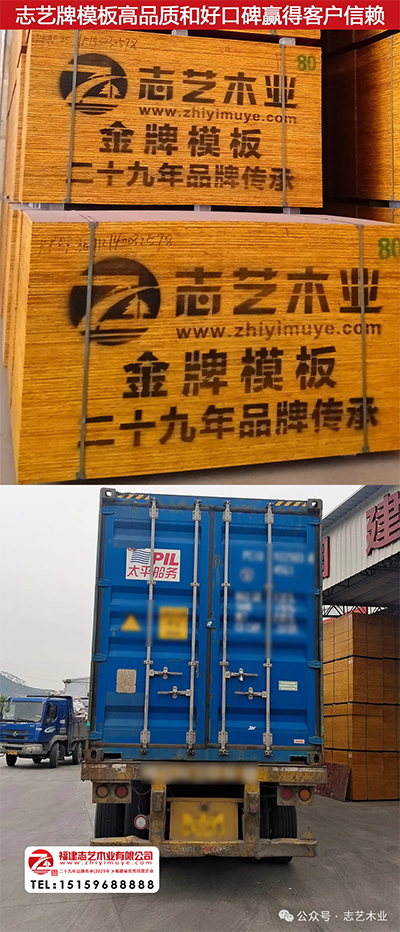 志艺牌模板高品质和好口碑赢得客户信赖
80
志艺木业
www.zhiyimuye.com
金牌模板
二十九年品牌传承
80
志艺木业
www.zhiyimuye.com
金牌模板
二十九年品牌传承
PIL
太平船务
建
福建志艺木业有限公司
www.zhiyimuye.com
TEL:15159688888
公众号·志艺木业